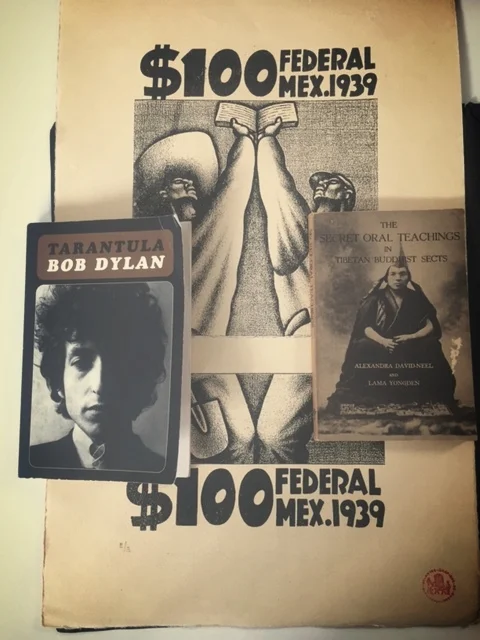 $100 FEDERAL
MEX.1939
TARANTULA
BOB DYLAN
THE
SECRET ORAL TEACHINGS
IN
TIBETAN BUDDHIST SECTS
ALEXANDRA DAVID-NEEL
AND
LAMA YONGDEN
$100 FEDERAL
MEX.1939